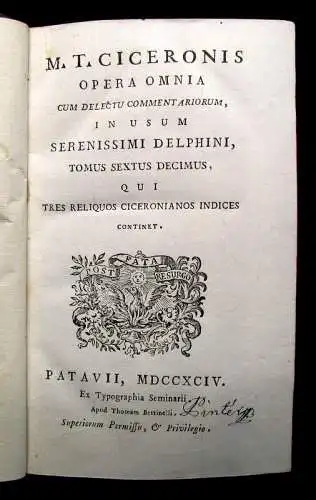 M. T. CICERONIS
OPERA OMNIA
CUM DELECTU COMMENTARIORUM,
IN USUM
SERENISSIMI DELPHINI,
TOMUS SEXTUS DECIMUS,
QUI
TRES RELIQUOS CICERONIANOS INDICES
CONTINET.
POST FATA RESURGO
PATAVII, MDCCXCIV.
Ex Typographia Seminarii.
Apud Thomam Bettinelli.
Superiorum Permissu, & Privilegio.